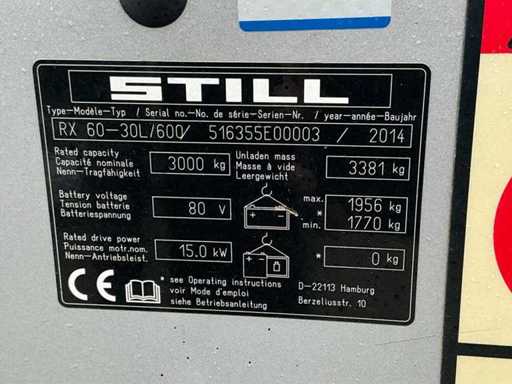 STILL
Type-Modèle-Typ / Serial no.-No. de série-Serien-Nr. / year-année-Baujahr
RX 60-30L/600/ 516355E00003 / 2014
Rated capacity
Capacité nominale
Nenn-Tragfähigkeit
3000 kg
Unladen mass
Masse à vide
Leergewicht
3381 kg
Battery voltage
Tension batterie
Batteriespannung
80 V
max.
*
min.
1956 kg
1770 kg
Rated drive power
Puissance motr.nom.
Nenn-Antriebsleist.
15.0 kW
* 0 kg
CE
* see Operating instructions
voir Mode d'emploi
siehe Betriebsanleitung
D-22113 Hamburg
Berzeliusstr. 10